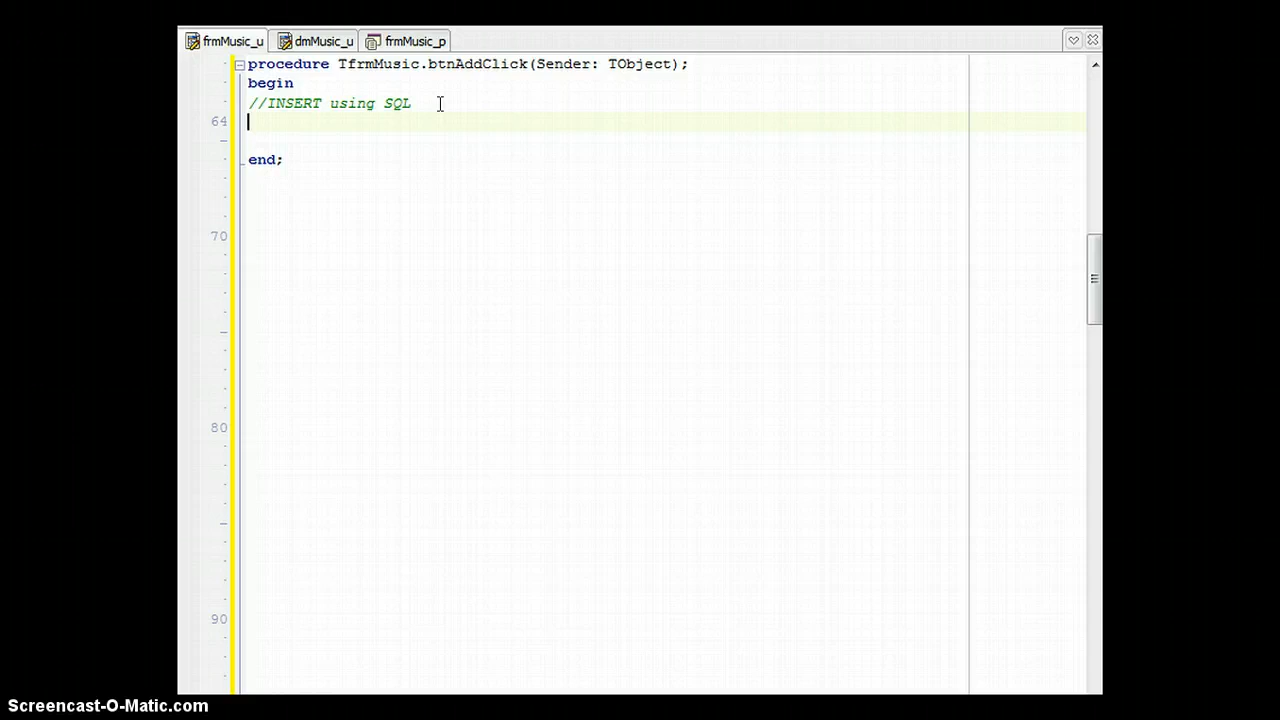 frmMusic_u dmMusic_u frmMusic_p
procedure TfrmMusic.btnAddClick(Sender: TObject);
begin
//INSERT using SQL
64
end;
70
80
90
Screencast-O-Matic.com